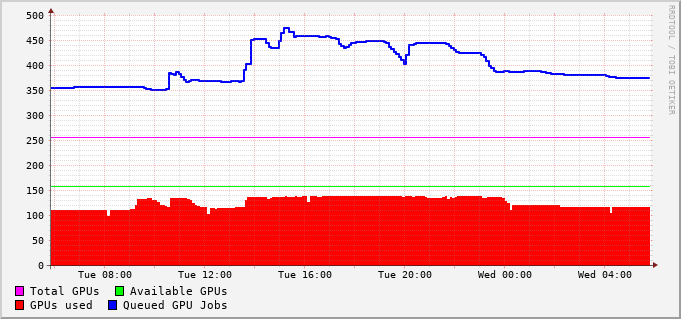 RRDTOOL / TOBI OETIKER
500
450
400
350
300
250
200
150
100
50
0
Tue 08:00 Tue 12:00 Tue 16:00 Tue 20:00 Wed 00:00 Wed 04:00
Total GPUs Available GPUs
GPUs used Queued GPU Jobs